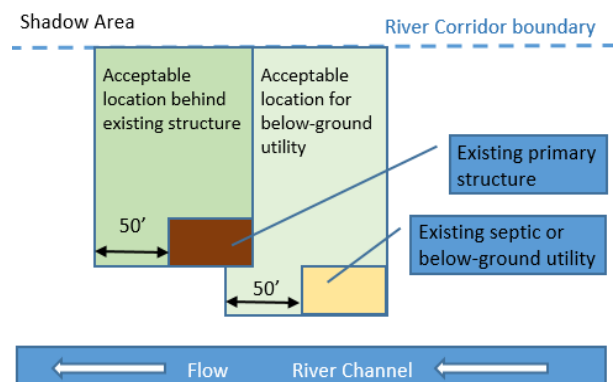 Shadow Area
River Corridor boundary
Acceptable
location behind
existing structure
Acceptable
location for
below-ground
utility
Existing primary
structure
50’
Existing septic or
below-ground utility
50’
Flow
River Channel